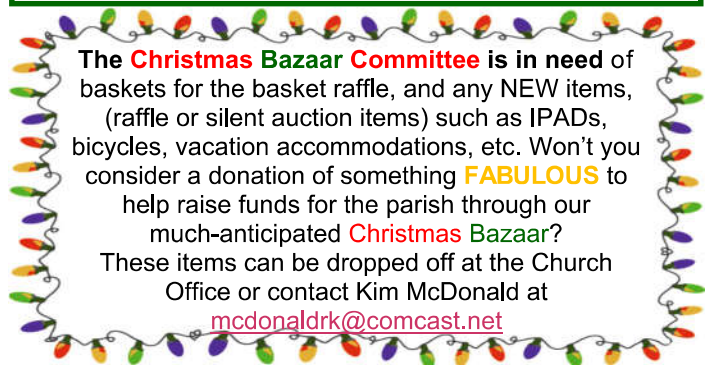 The Christmas Bazaar Committee is in need of
baskets for the basket raffle, and any NEW items,
(raffle or silent auction items) such as IPADs,
bicycles, vacation accommodations, etc. Won’t you
consider a donation of something FABULOUS to
help raise funds for the parish through our
much-anticipated Christmas Bazaar?
These items can be dropped off at the Church
Office or contact Kim McDonald at
mcdonaldrk@comcast.net